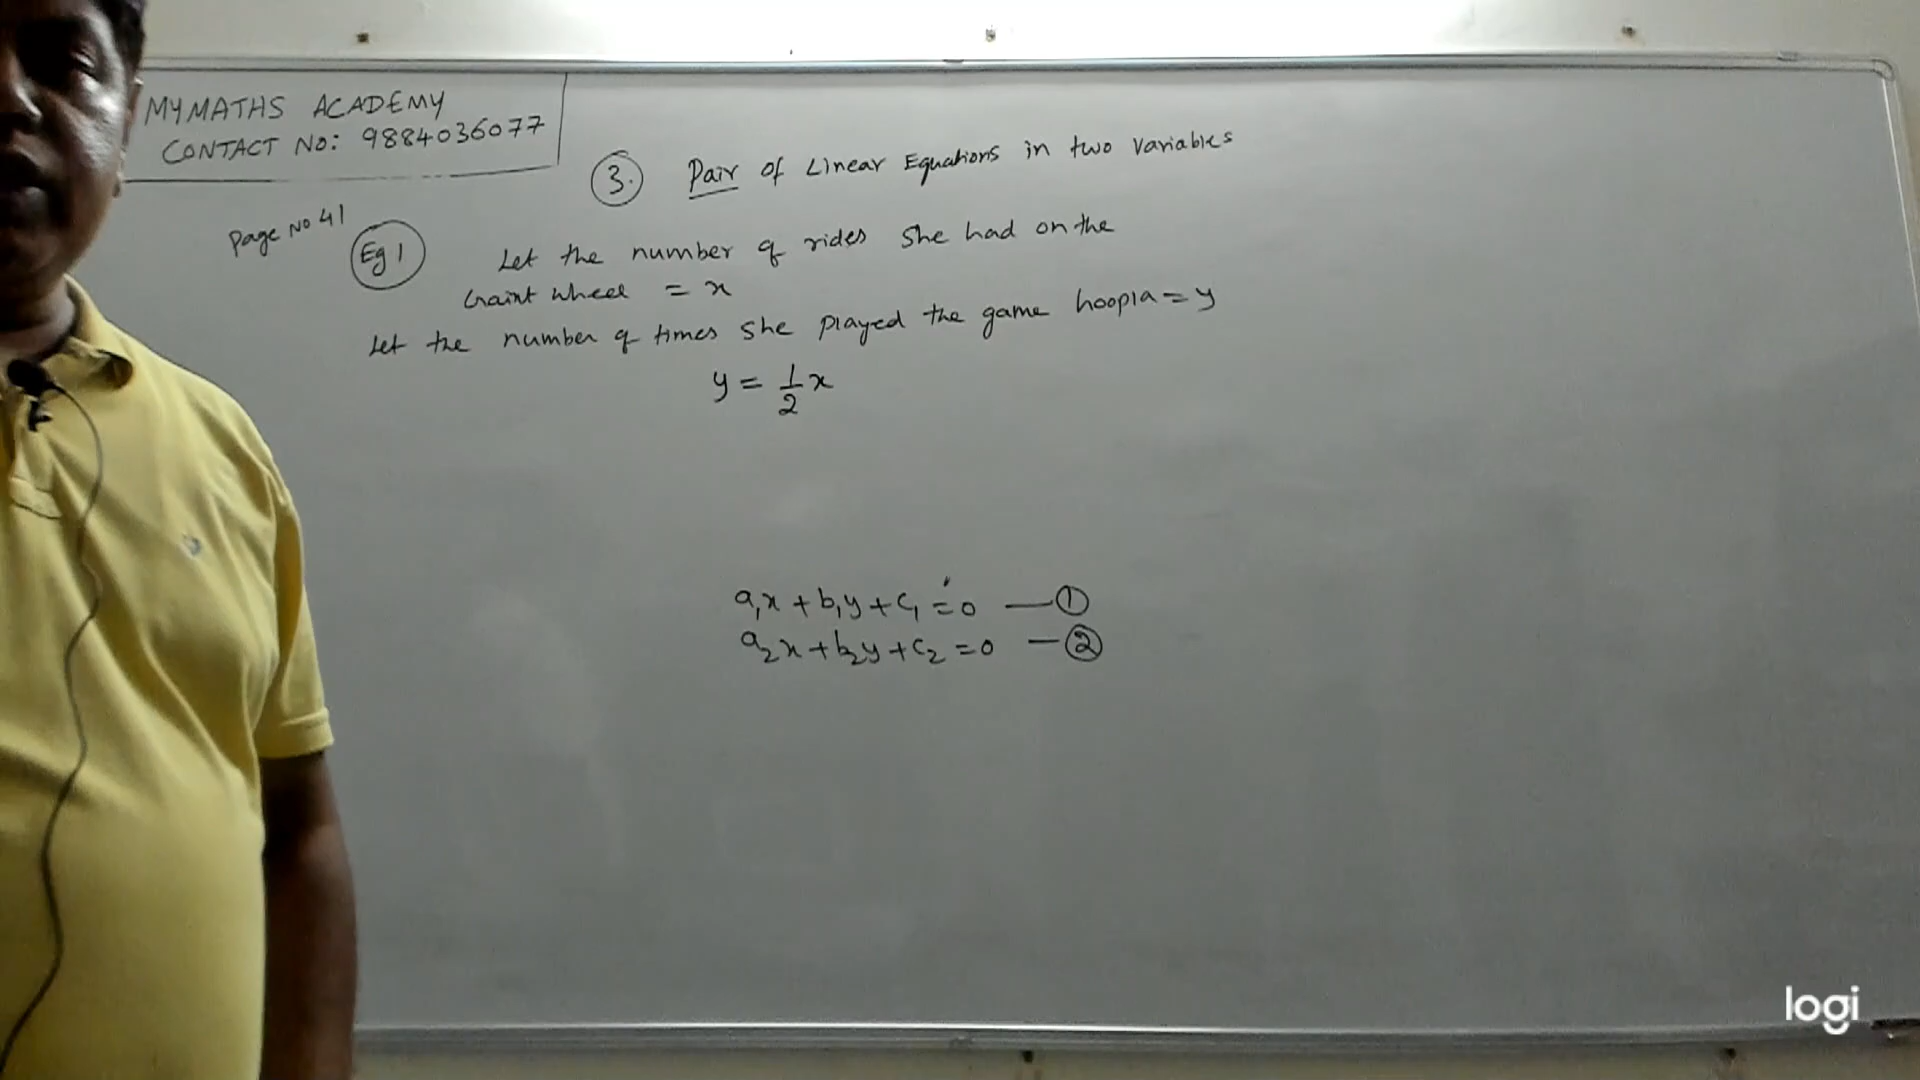 MYMATHS ACADEMY
CONTACT NO: 9884036077
3. Pair of Linear Equations in two variables
Page No 41
Eg 1 Let the number of rides she had on the
Graint wheel = x
Let the number of times she played the game hoopla = y
y = 1/2 x
a₁x + b₁y + c₁ = 0 — 1
a₂x + b₂y + c₂ = 0 — 2
logi